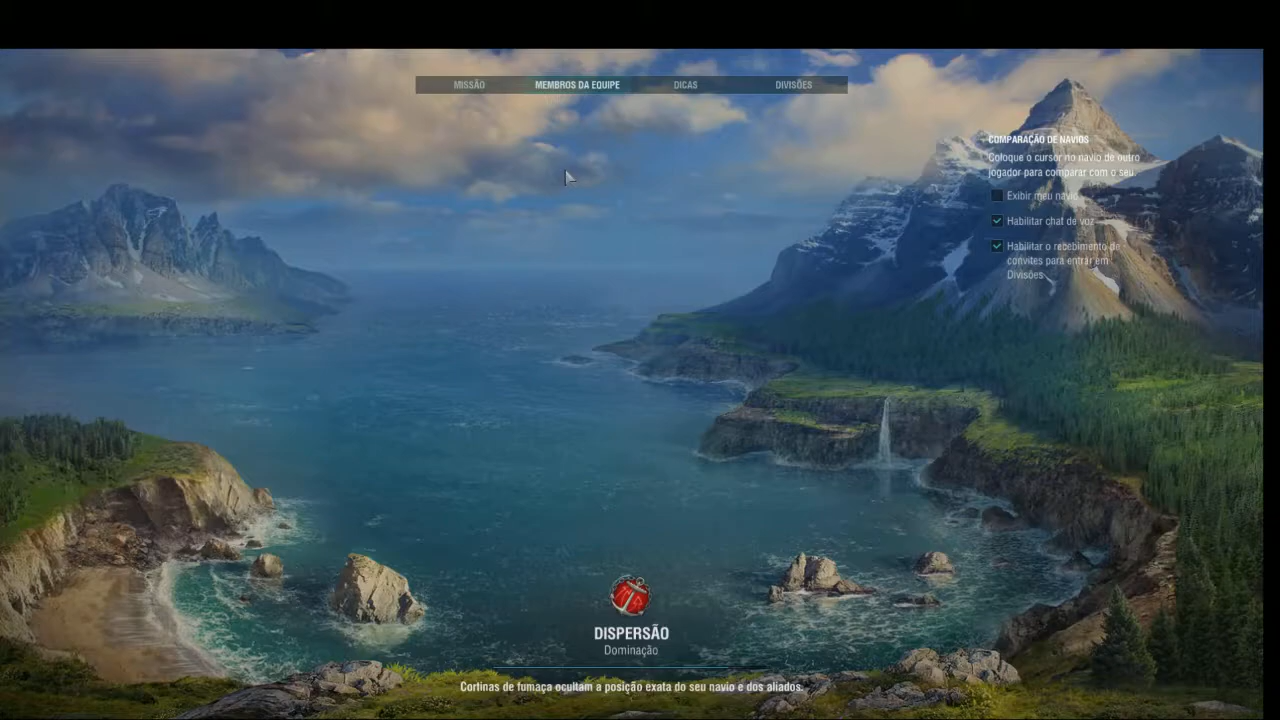 MISSÃO MEMBROS DA EQUIPE DICAS DIVISÕES
COMPARAÇÃO DE NAVIOS
Coloque o cursor no navio de outro
jogador para comparar com o seu.
Exibir meu navio
Habilitar chat de voz
Habilitar o recebimento de
convites para entrar em
Divisões
DISPERSÃO
Dominação
Cortinas de fumaça ocultam a posição exata do seu navio e dos aliados.